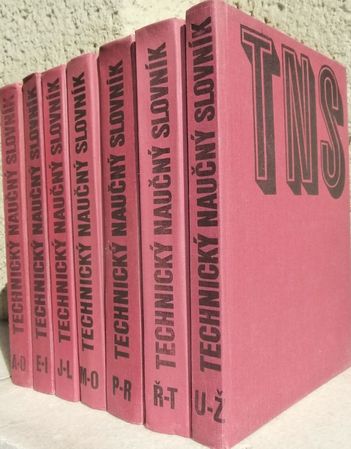 TECHNICKÝ NAUČNÝ SLOVNÍK
A-D
TECHNICKÝ NAUČNÝ SLOVNÍK
E-I
TECHNICKÝ NAUČNÝ SLOVNÍK
J-L
TECHNICKÝ NAUČNÝ SLOVNÍK
M-O
TECHNICKÝ NAUČNÝ SLOVNÍK
P-R
TECHNICKÝ NAUČNÝ SLOVNÍK
Ř-T
TECHNICKÝ NAUČNÝ SLOVNÍK
U-Ž
TNS